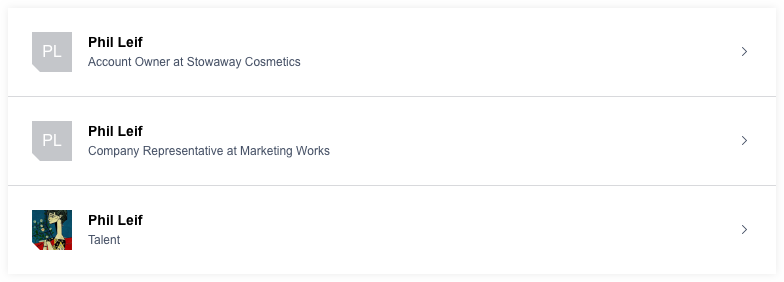 PL
Phil Leif
Account Owner at Stowaway Cosmetics
PL
Phil Leif
Company Representative at Marketing Works
Phil Leif
Talent